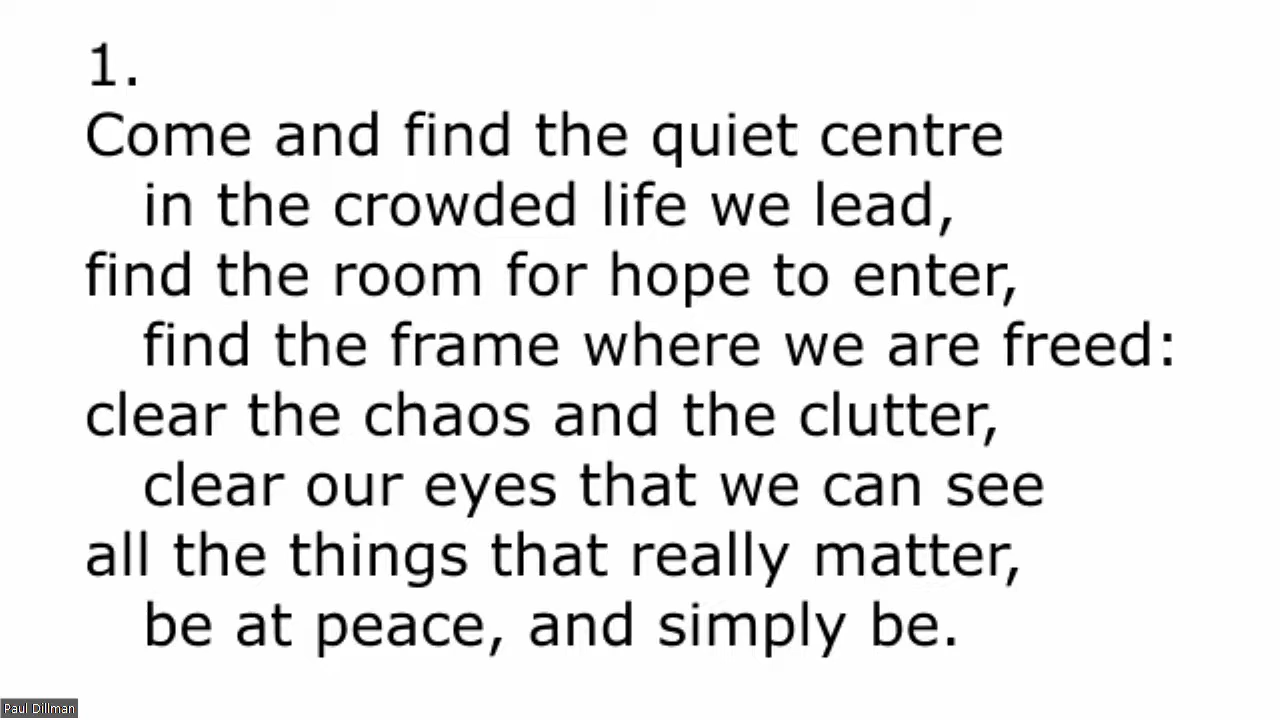 1.
Come and find the quiet centre
in the crowded life we lead,
find the room for hope to enter,
find the frame where we are freed:
clear the chaos and the clutter,
clear our eyes that we can see
all the things that really matter,
be at peace, and simply be.
Paul Dillman